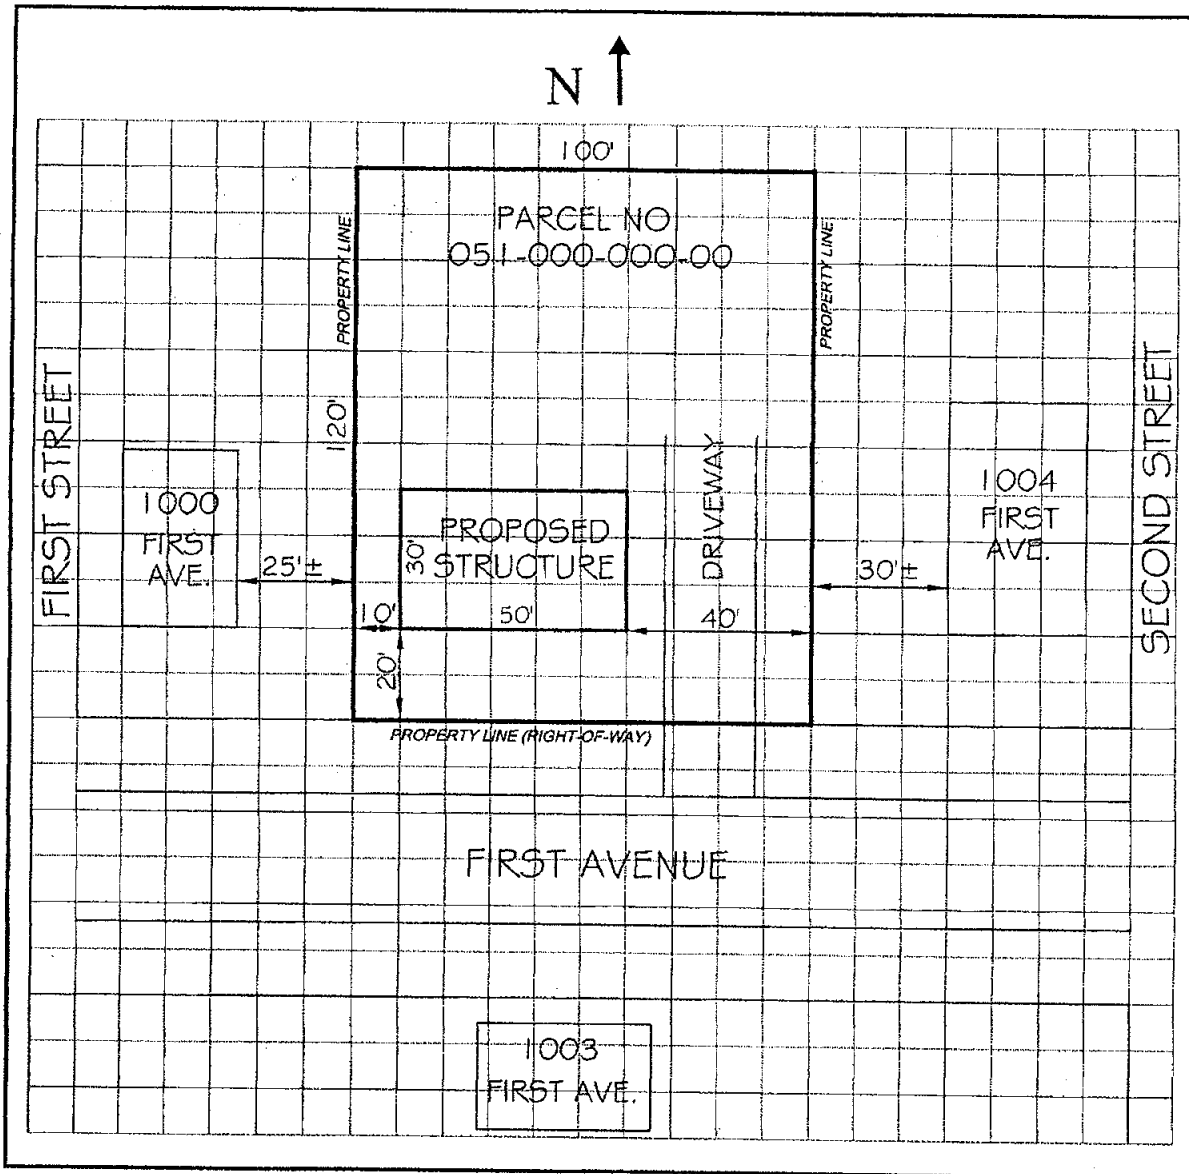 N
100'
PARCEL NO
051-000-000-00
PROPERTY LINE
PROPERTY LINE
120'
FIRST STREET
SECOND STREET
1000
FIRST
AVE.
25'±
PROPOSED
STRUCTURE
30'
50'
10'
20'
DRIVEWAY
40'
30'±
1004
FIRST
AVE.
PROPERTY LINE (RIGHT-OF-WAY)
FIRST AVENUE
1003
FIRST AVE.